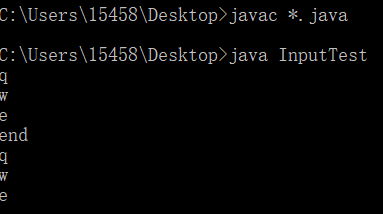 C:\Users\15458\Desktop>javac *.java
C:\Users\15458\Desktop>java InputTest
q
w
e
end
q
w
e